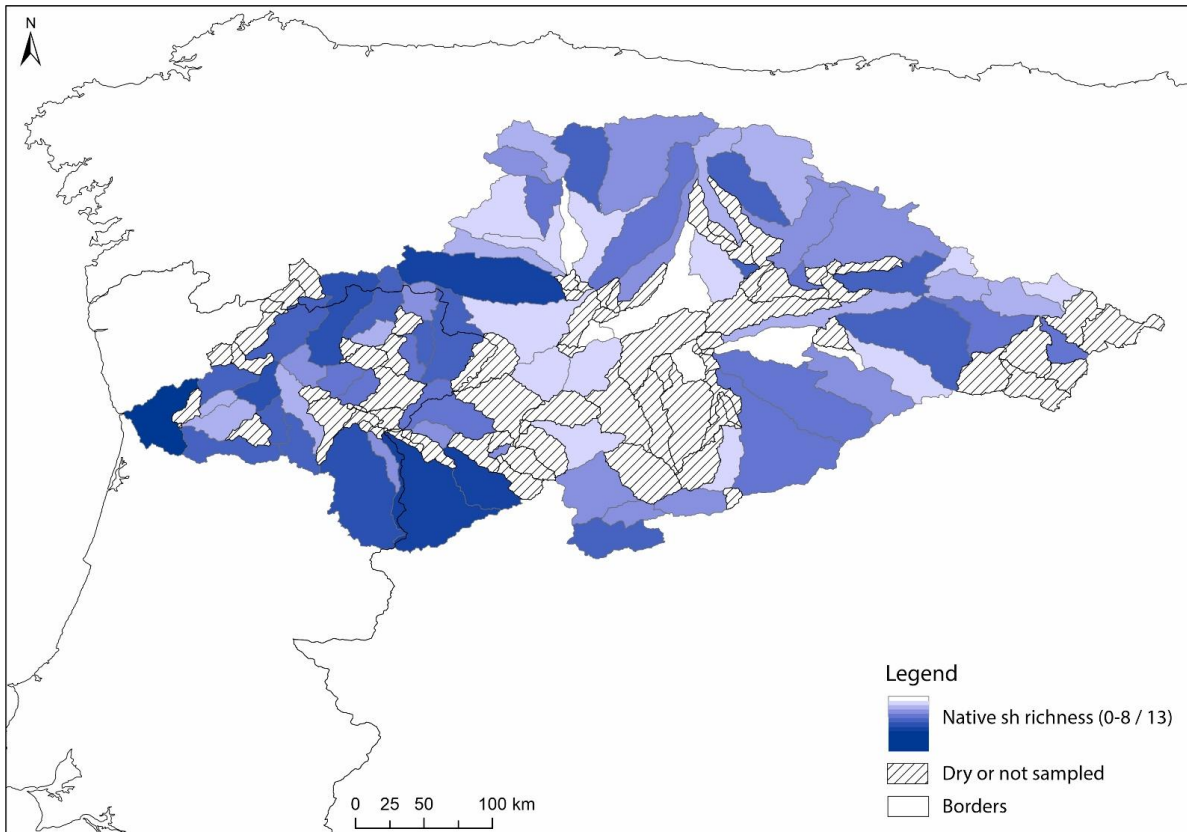 N
Legend
Native sh richness (0-8 / 13)
Dry or not sampled
Borders
0 25 50 100 km